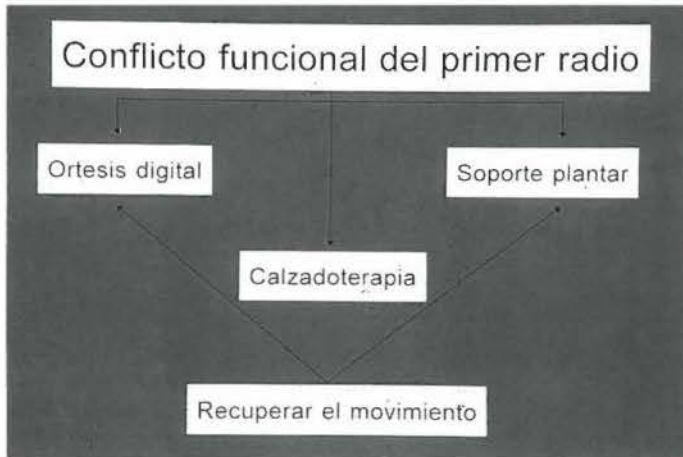 Conflicto funcional del primer radio
Ortesis digital
Soporte plantar
Calzadoterapia
Recuperar el movimiento